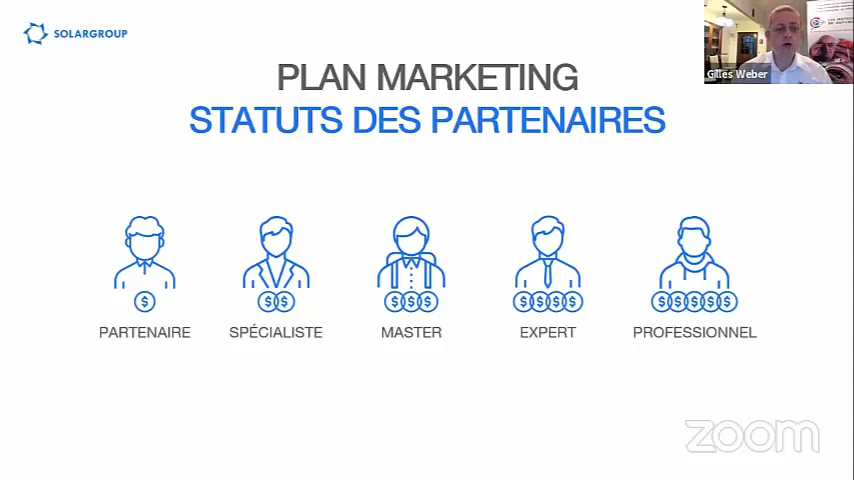 SOLARGROUP
Gilles Weber
PLAN MARKETING
STATUTS DES PARTENAIRES
PARTENAIRE
SPÉCIALISTE
MASTER
EXPERT
PROFESSIONNEL
zoom